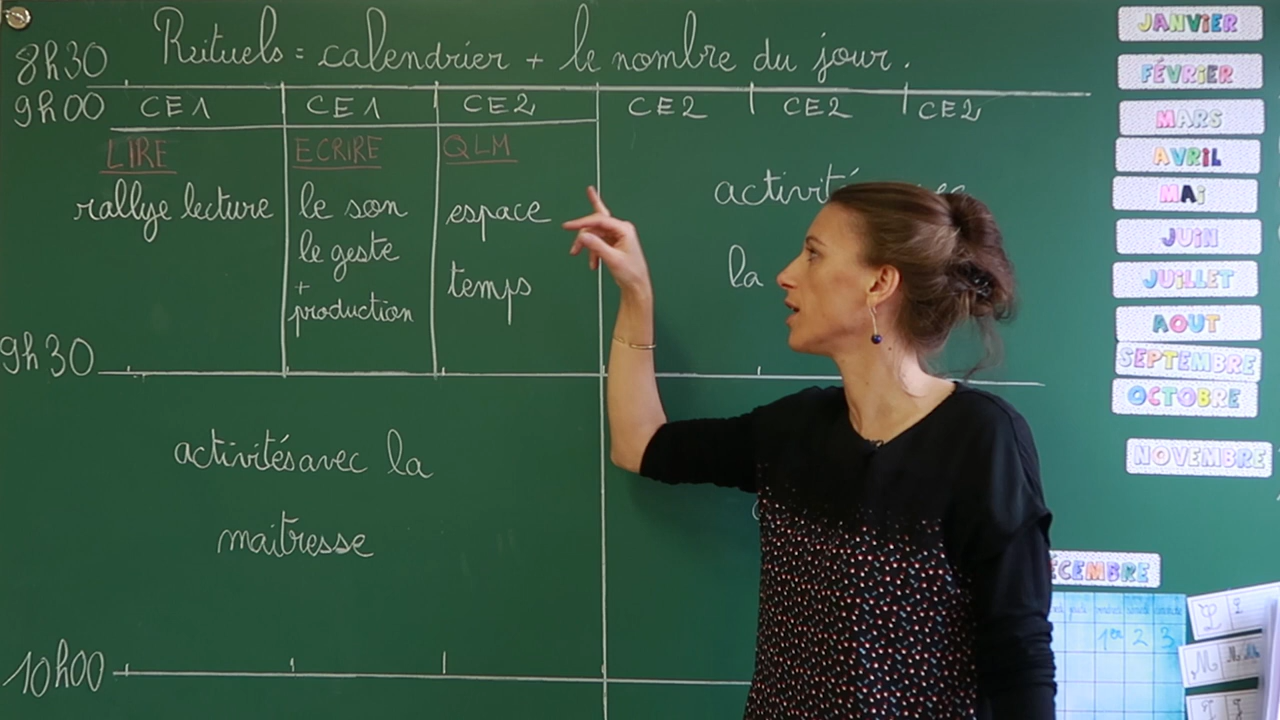 8h30 Rituels = calendrier + le nombre du jour.
9h00 CE1 CE1 CE2 CE2 CE2 CE2
LIRE ECRIRE QLM
rallye lecture le son espace activité
le geste
+
production temps la
9h30
activités avec la
maitresse
10h00
JANVIER
FÉVRIER
MARS
AVRIL
MAI
JUIN
JUILLET
AOUT
SEPTEMBRE
OCTOBRE
NOVEMBRE
ÉCEMBRE
1er 2 3